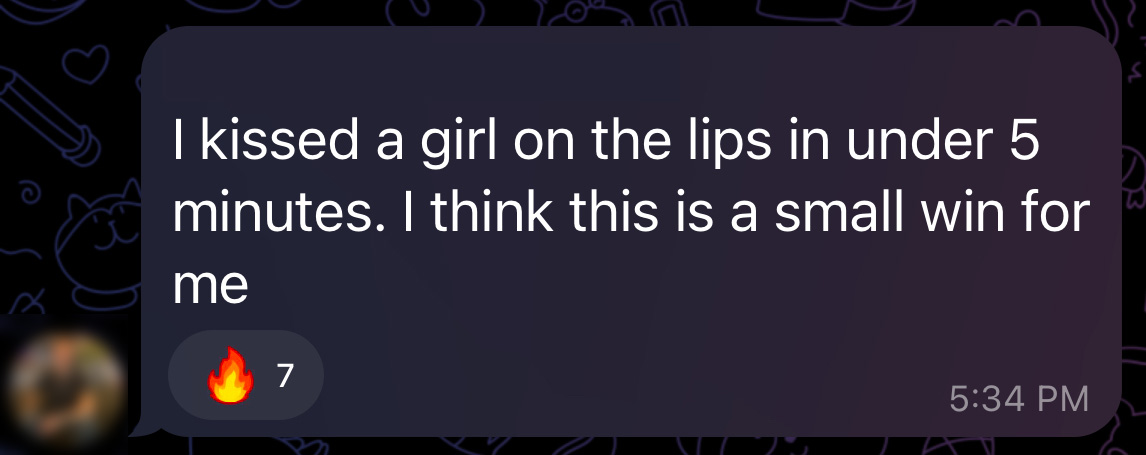 I kissed a girl on the lips in under 5
minutes. I think this is a small win for
me
🔥 7
5:34 PM